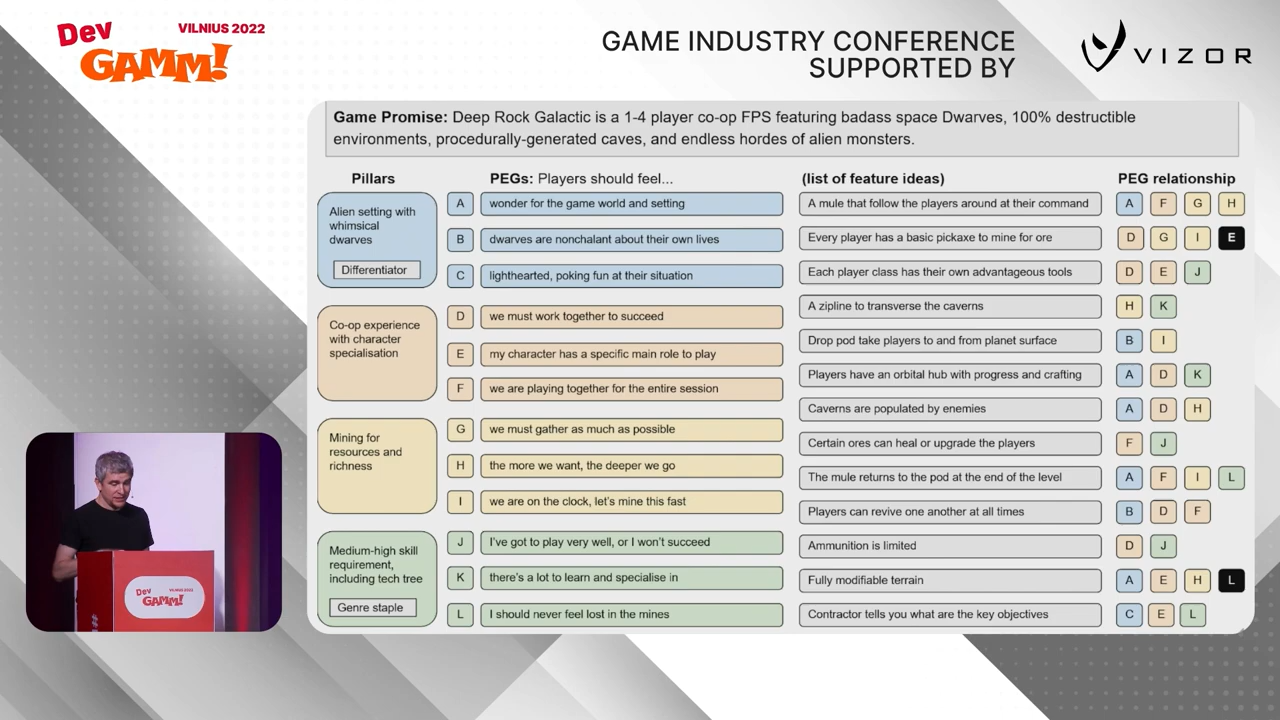 Dev
GAMM!
VILNIUS 2022
GAME INDUSTRY CONFERENCE
SUPPORTED BY
VIZOR
Game Promise: Deep Rock Galactic is a 1-4 player co-op FPS featuring badass space Dwarves, 100% destructible
environments, procedurally-generated caves, and endless hordes of alien monsters.
Pillars
PEGs: Players should feel...
(list of feature ideas)
PEG relationship
Alien setting with
whimsical
dwarves
Differentiator
Co-op experience
with character
specialisation
Mining for
resources and
richness
Medium-high skill
requirement,
including tech tree
Genre staple
A wonder for the game world and setting
B dwarves are nonchalant about their own lives
C lighthearted, poking fun at their situation
D we must work together to succeed
E my character has a specific main role to play
F we are playing together for the entire session
G we must gather as much as possible
H the more we want, the deeper we go
I we are on the clock, let's mine this fast
J I've got to play very well, or I won't succeed
K there's a lot to learn and specialise in
L I should never feel lost in the mines
A mule that follow the players around at their command A F G H
Every player has a basic pickaxe to mine for ore D G I E
Each player class has their own advantageous tools D E J
A zipline to transverse the caverns H K
Drop pod take players to and from planet surface B I
Players have an orbital hub with progress and crafting A D K
Caverns are populated by enemies A D H
Certain ores can heal or upgrade the players F J
The mule returns to the pod at the end of the level A F I L
Players can revive one another at all times B D F
Ammunition is limited D J
Fully modifiable terrain A E H L
Contractor tells you what are the key objectives C E L
Dev
GAMM!
VILNIUS 2022